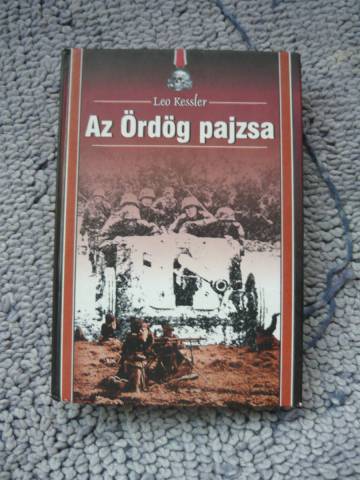 Leo Kessler
Az Ördög pajzsa